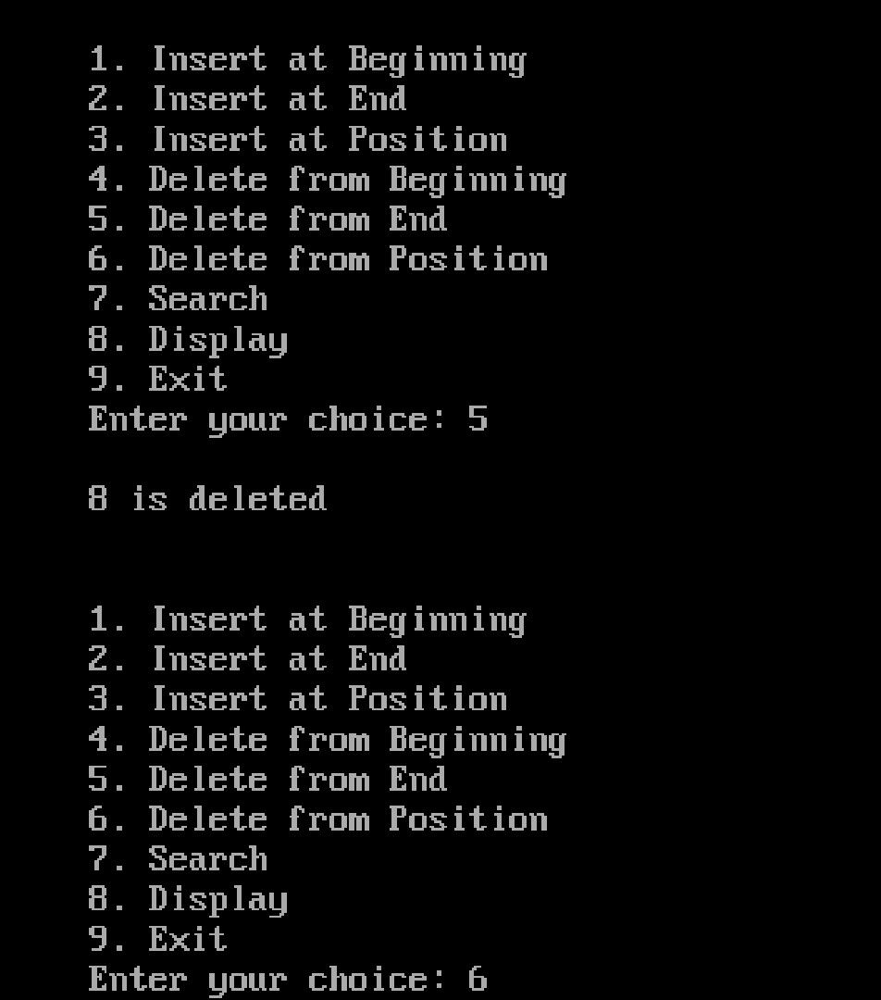 1. Insert at Beginning
2. Insert at End
3. Insert at Position
4. Delete from Beginning
5. Delete from End
6. Delete from Position
7. Search
8. Display
9. Exit
Enter your choice: 5
8 is deleted
1. Insert at Beginning
2. Insert at End
3. Insert at Position
4. Delete from Beginning
5. Delete from End
6. Delete from Position
7. Search
8. Display
9. Exit
Enter your choice: 6